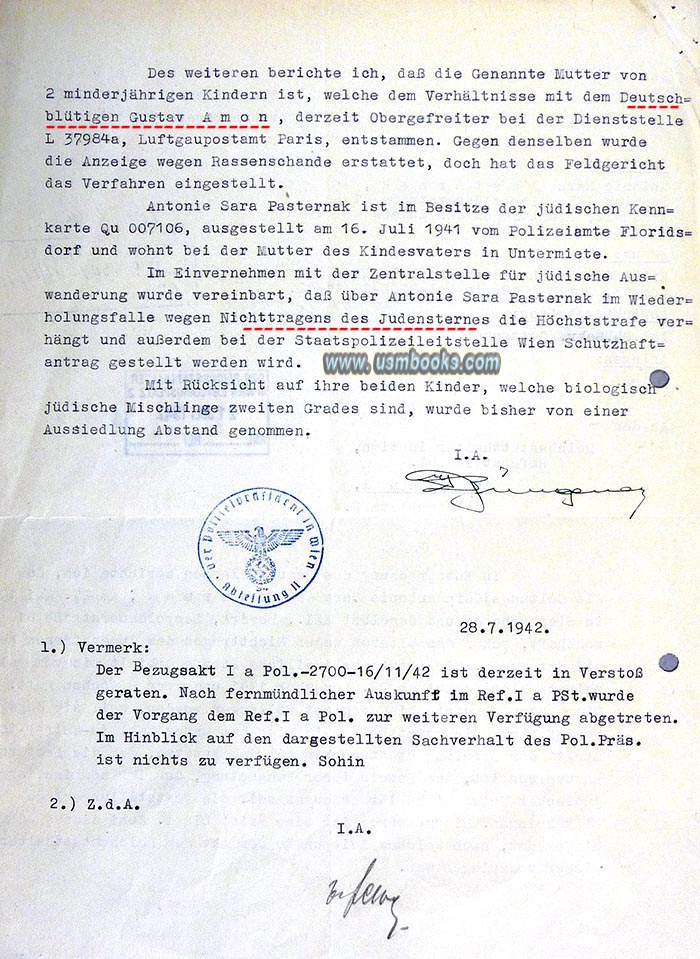 Des weiteren berichte ich, daß die Genannte Mutter von
2 minderjährigen Kindern ist, welche dem Verhältnisse mit dem Deutsch=
blütigen Gustav A m o n , derzeit Obergefreiter bei der Dienststelle
L 37984a, Luftgaupostamt Paris, entstammen. Gegen denselben wurde
die Anzeige wegen Rassenschande erstattet, doch hat das Feldgericht
das Verfahren eingestellt.
Antonie Sara Pasternak ist im Besitze der jüdischen Kenn=
karte Qu 007106, ausgestellt am 16. Juli 1941 vom Polizeiamte Florids=
dorf und wohnt bei der Mutter des Kindesvaters in Untermiete.
Im Einvernehmen mit der Zentralstelle für jüdische Aus=
wanderung wurde vereinbart, daß über Antonie Sara Pasternak im Wieder=
holungsfalle wegen Nichttragens des Judensternes die Höchststrafe ver=
hängt und außerdem bei der Staatspolizeileitstelle Wien Schutzhaft=
antrag gestellt werden wird.
www.usmbooks.com
Mit Rücksicht auf ihre beiden Kinder, welche biologisch
jüdische Mischlinge zweiten Grades sind, wurde bisher von einer
Aussiedlung Abstand genommen.
I.A.
Der Polizeipräsident in Wien
Abteilung II
28.7.1942.
1.) Vermerk:
Der Bezugsakt I a Pol.-2700-16/11/42 ist derzeit in Verstoß
geraten. Nach fernmündlicher Auskunft im Ref.I a PSt.wurde
der Vorgang dem Ref.I a Pol. zur weiteren Verfügung abgetreten.
Im Hinblick auf den dargestellten Sachverhalt des Pol.Präs.
ist nichts zu verfügen. Sohin
2.) Z.d.A.
I.A.